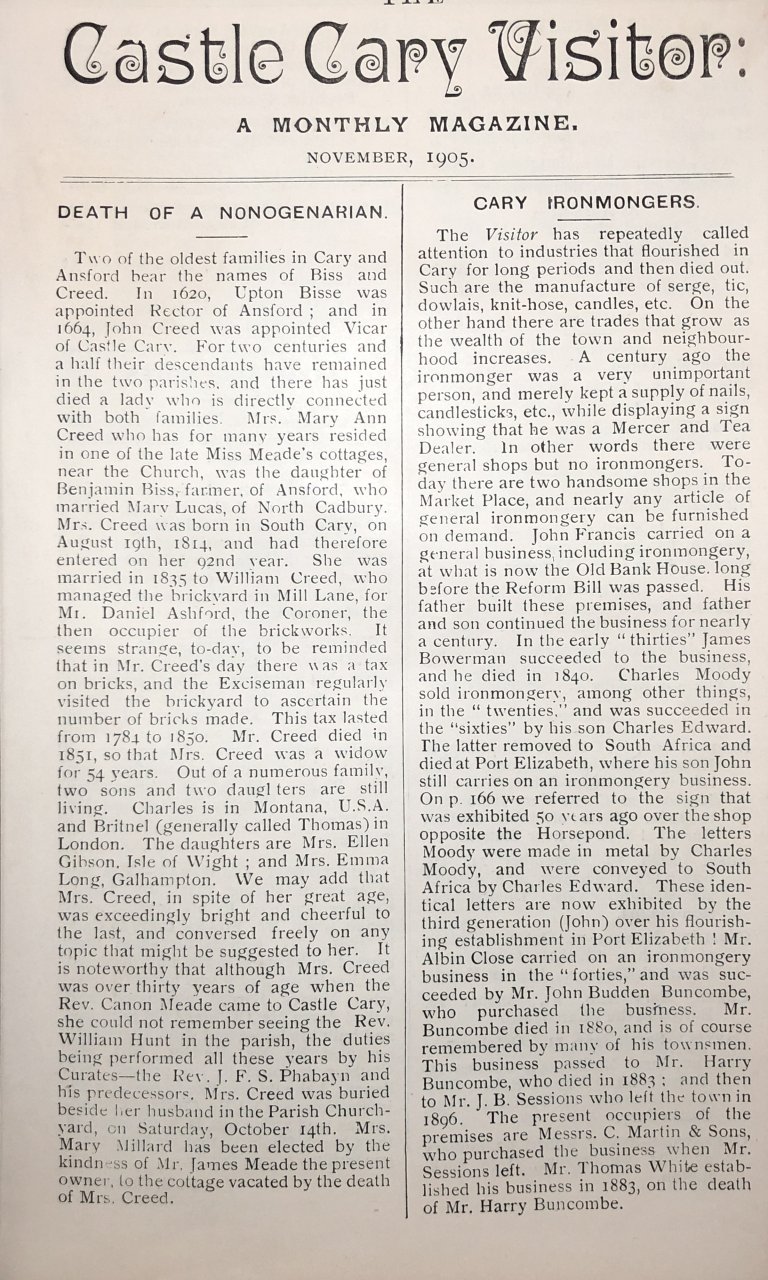 THE
Castle Cary Visitor:
A MONTHLY MAGAZINE.
NOVEMBER, 1905.
DEATH OF A NONOGENARIAN.
Two of the oldest families in Cary and
Ansford bear the names of Biss and
Creed. In 1620, Upton Bisse was
appointed Rector of Ansford ; and in
1664, John Creed was appointed Vicar
of Castle Cary. For two centuries and
a half their descendants have remained
in the two parishes, and there has just
died a lady who is directly connected
with both families. Mrs. Mary Ann
Creed who has for many years resided
in one of the late Miss Meade's cottages,
near the Church, was the daughter of
Benjamin Biss, farmer, of Ansford, who
married Mary Lucas, of North Cadbury.
Mrs. Creed was born in South Cary, on
August 19th, 1814, and had therefore
entered on her 92nd year. She was
married in 1835 to William Creed, who
managed the brickyard in Mill Lane, for
Mr. Daniel Ashford, the Coroner, the
then occupier of the brickworks. It
seems strange, to-day, to be reminded
that in Mr. Creed's day there was a tax
on bricks, and the Exciseman regularly
visited the brickyard to ascertain the
number of bricks made. This tax lasted
from 1784 to 1850. Mr. Creed died in
1851, so that Mrs. Creed was a widow
for 54 years. Out of a numerous family,
two sons and two daughters are still
living. Charles is in Montana, U.S.A.
and Britnel (generally called Thomas) in
London. The daughters are Mrs. Ellen
Gibson, Isle of Wight ; and Mrs. Emma
Long, Galhampton. We may add that
Mrs. Creed, in spite of her great age,
was exceedingly bright and cheerful to
the last, and conversed freely on any
topic that might be suggested to her. It
is noteworthy that although Mrs. Creed
was over thirty years of age when the
Rev. Canon Meade came to Castle Cary,
she could not remember seeing the Rev.
William Hunt in the parish, the duties
being performed all these years by his
Curates—the Rev. J. F. S. Phabayn and
his predecessors. Mrs. Creed was buried
beside her husband in the Parish Church-
yard, on Saturday, October 14th. Mrs.
Mary Millard has been elected by the
kindness of Mr. James Meade the present
owner, to the cottage vacated by the death
of Mrs. Creed.
CARY IRONMONGERS.
The Visitor has repeatedly called
attention to industries that flourished in
Cary for long periods and then died out.
Such are the manufacture of serge, tic,
dowlais, knit-hose, candles, etc. On the
other hand there are trades that grow as
the wealth of the town and neighbour-
hood increases. A century ago the
ironmonger was a very unimportant
person, and merely kept a supply of nails,
candlesticks, etc., while displaying a sign
showing that he was a Mercer and Tea
Dealer. In other words there were
general shops but no ironmongers. To-
day there are two handsome shops in the
Market Place, and nearly any article of
general ironmongery can be furnished
on demand. John Francis carried on a
general business, including ironmongery,
at what is now the Old Bank House, long
before the Reform Bill was passed. His
father built these premises, and father
and son continued the business for nearly
a century. In the early "thirties" James
Bowerman succeeded to the business,
and he died in 1840. Charles Moody
sold ironmongery, among other things,
in the "twenties," and was succeeded in
the "sixties" by his son Charles Edward.
The latter removed to South Africa and
died at Port Elizabeth, where his son John
still carries on an ironmongery business.
On p. 166 we referred to the sign that
was exhibited 50 years ago over the shop
opposite the Horsepond. The letters
Moody were made in metal by Charles
Moody, and were conveyed to South
Africa by Charles Edward. These iden-
tical letters are now exhibited by the
third generation (John) over his flourish-
ing establishment in Port Elizabeth ! Mr.
Albin Close carried on an ironmongery
business in the "forties," and was suc-
ceeded by Mr. John Budden Buncombe,
who purchased the business. Mr.
Buncombe died in 1880, and is of course
remembered by many of his townsmen.
This business passed to Mr. Harry
Buncombe, who died in 1883 ; and then
to Mr. J. B. Sessions who left the town in
1896. The present occupiers of the
premises are Messrs. C. Martin & Sons,
who purchased the business when Mr.
Sessions left. Mr. Thomas White estab-
lished his business in 1883, on the death
of Mr. Harry Buncombe.